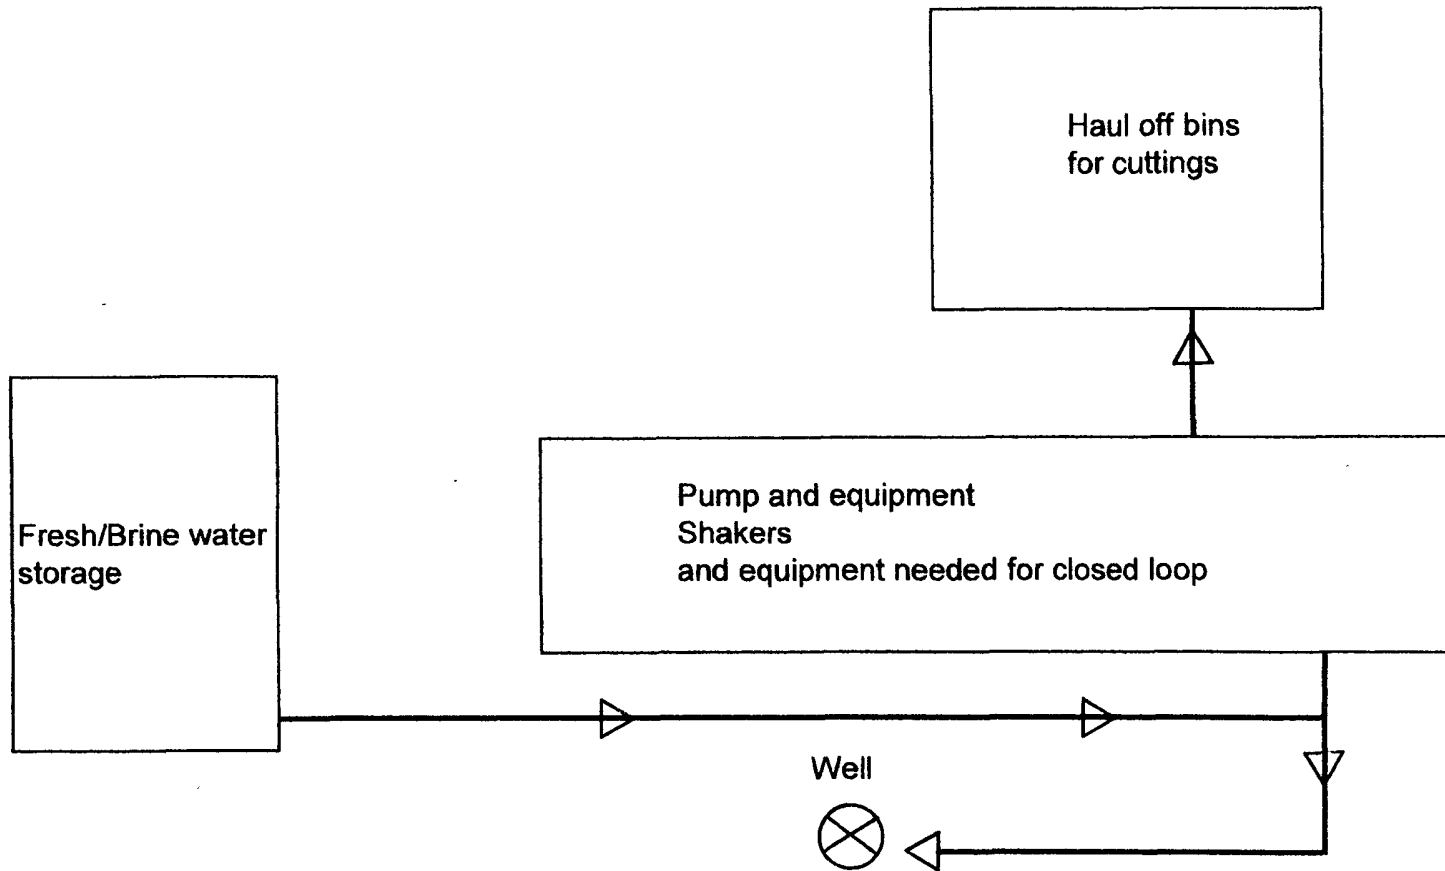 Haul off bins
for cuttings
Fresh/Brine water
storage
Pump and equipment
Shakers
and equipment needed for closed loop
Well